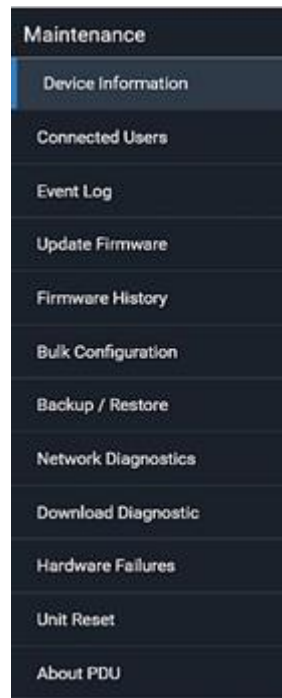 Maintenance
Device Information
Connected Users
Event Log
Update Firmware
Firmware History
Bulk Configuration
Backup / Restore
Network Diagnostics
Download Diagnostic
Hardware Failures
Unit Reset
About PDU